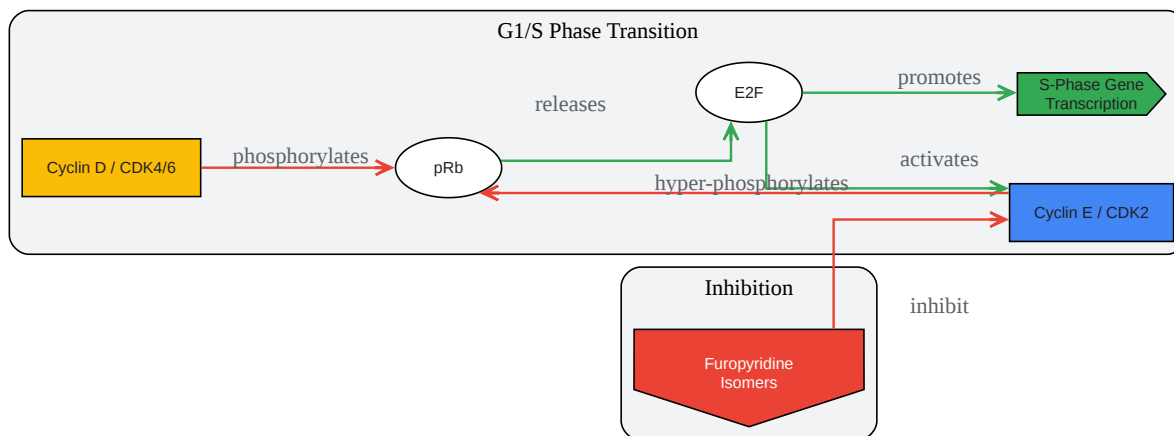 G1/S Phase Transition
promotes
S-Phase Gene
Transcription
E2F
releases
Cyclin D / CDK4/6
phosphorylates
pRb
activates
hyper-phosphorylates
Cyclin E / CDK2
Inhibition
inhibit
Furopyridine
Isomers